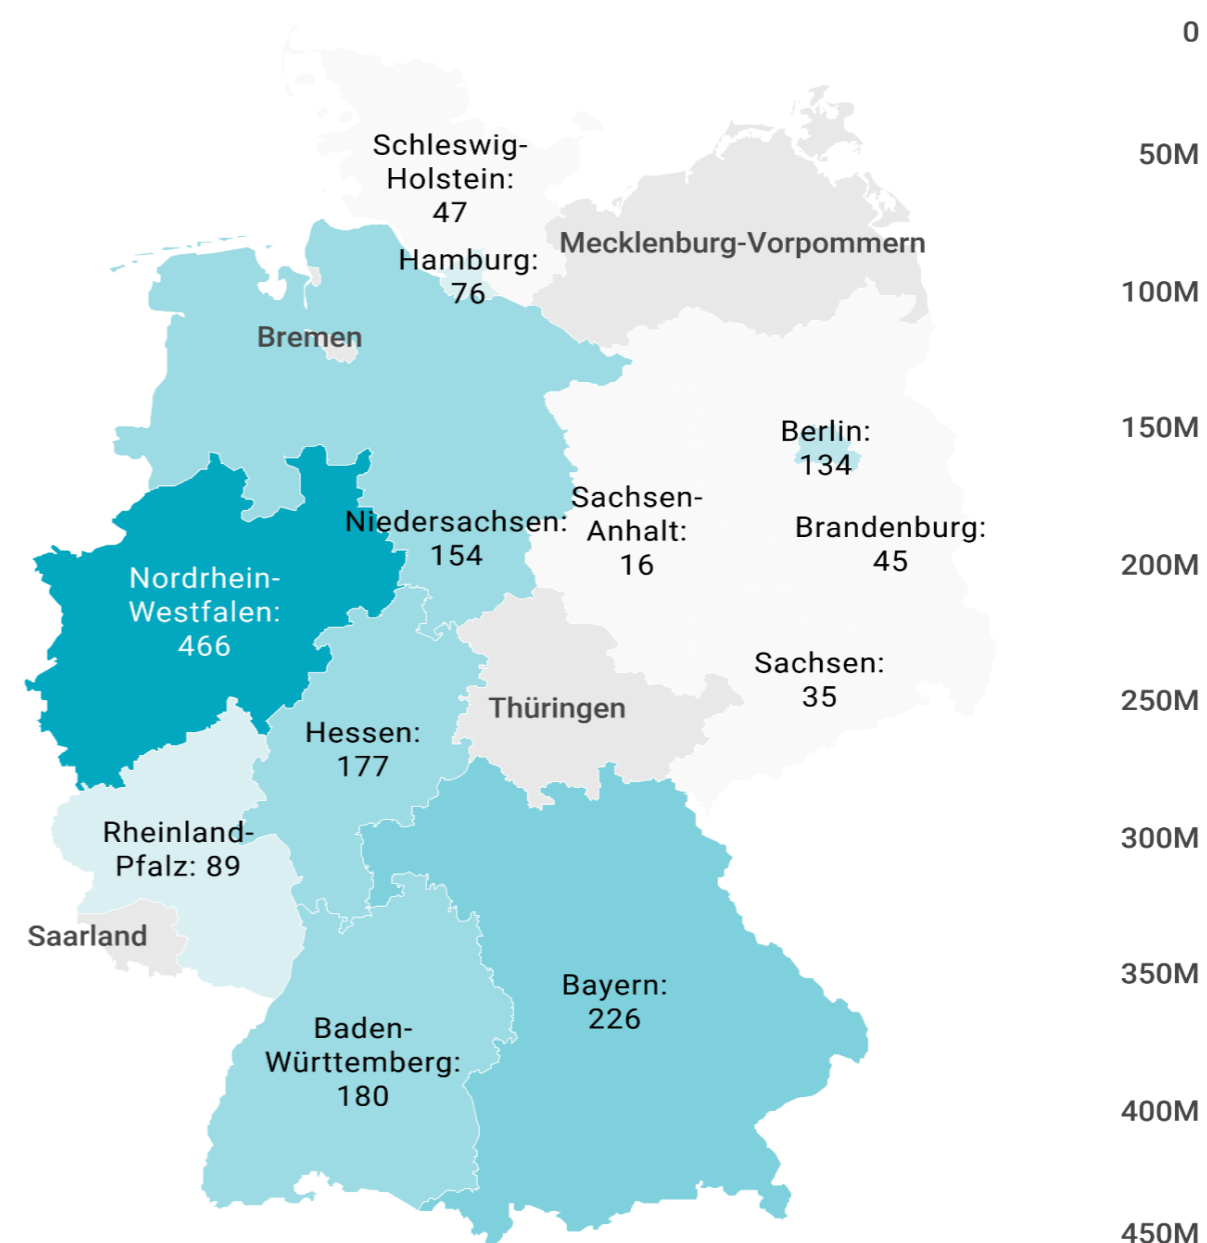 0
Schleswig-
Holstein:
47
50M
Mecklenburg-Vorpommern
Hamburg:
76
100M
Bremen
150M
Berlin:
134
Sachsen-
Anhalt:
16
Brandenburg:
45
Niedersachsen:
154
200M
Nordrhein-
Westfalen:
466
Sachsen:
35
250M
Thüringen
Hessen:
177
300M
Rheinland-
Pfalz: 89
Saarland
350M
Bayern:
226
Baden-
Württemberg:
180
400M
450M